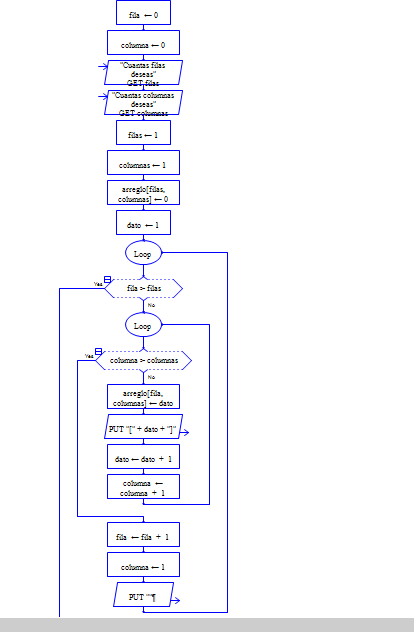 fila ← 0
columna ← 0
"Cuantas filas
deseas"
GET filas
"Cuantas columnas
deseas"
GET columnas
filas ← 1
columnas ← 1
arreglo[filas,
columnas] ← 0
dato ← 1
Loop
Yes
fila > filas
No
Loop
Yes
columna > columnas
No
arreglo[fila,
columnas] ← dato
PUT "[" + dato + "]"
dato ← dato + 1
columna ←
columna + 1
fila ← fila + 1
columna ← 1
PUT ""¶